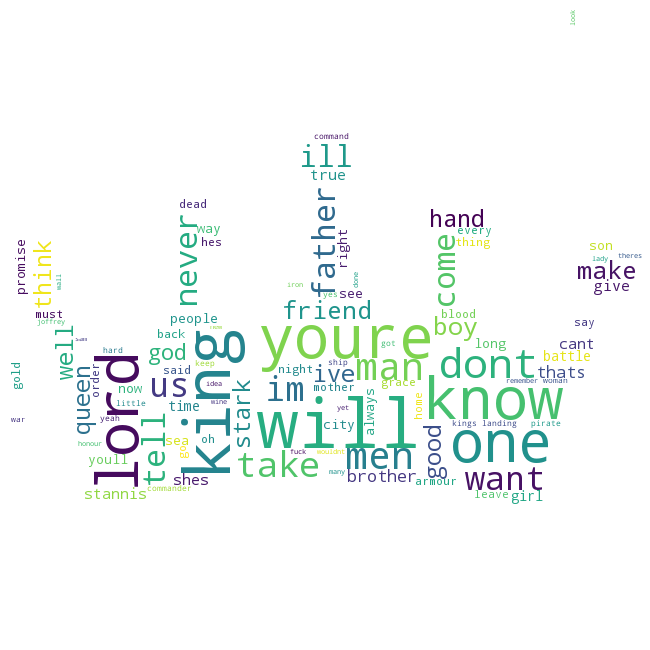 look
command
ill
true
dead
father
hand
never
way
hes
right
come
every
thing
son
promise
think
wall
must
joffrey
iron
yes
see
done
lady
theres
make
give
people
friend
blood
boy
say
well
hard
back
god
king
youre
got
long
cant
dont
battle
thats
gold
queen
order
lord
said
us
keep
idea
night
ship
ive
im
mother
man
grace
know
remember
woman
now
little
time
wine
stark
will
yet
city
always
home
kings landing
pirate
war
yeah
honour
tell
sea
go
oh
fuck
wouldnt
men
good
one
youll
shes
take
many
brother
armour
want
stannis
commander
leave
girl